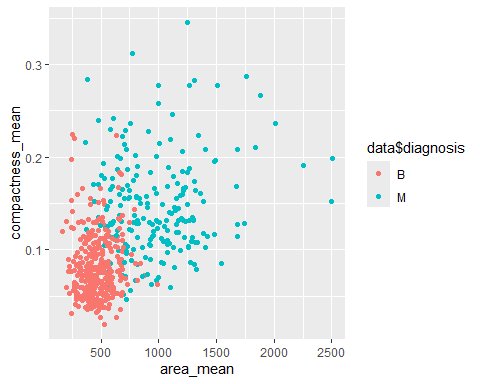 0.3
0.2
0.1
compactness_mean
500 1000 1500 2000 2500
area_mean
data$diagnosis
B
M